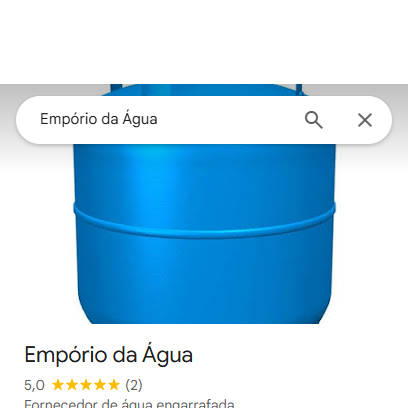 Empório da Água
Empório da Água
5,0 ★★★★★ (2)
Fornecedor de água engarrafada